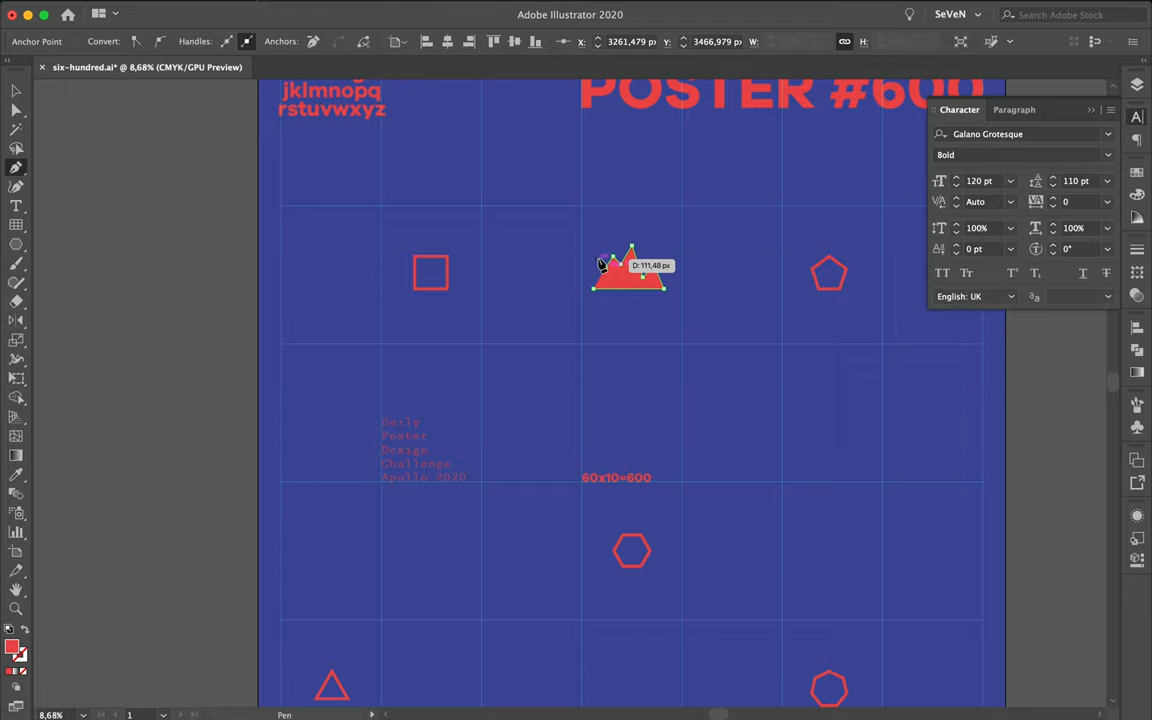 Adobe Illustrator 2020
SeVeN
Search Adobe Stock
Anchor Point
Convert:
Handles:
Anchors:
X:
3261,479 px
Y:
3466,979 px
W:
H:
six-hundred.ai* @ 8,68% (CMYK/GPU Preview)
jklmnopq
rstuvwxyz
POSTER #600
Character
Paragraph
Galano Grotesque
Bold
120 pt
110 pt
Auto
0
100%
100%
0 pt
0°
English: UK
D: 111,48 px
Daily
Poster
Design
Challenge
Apollo 2020
60x10=600
8,68%
1
Pen